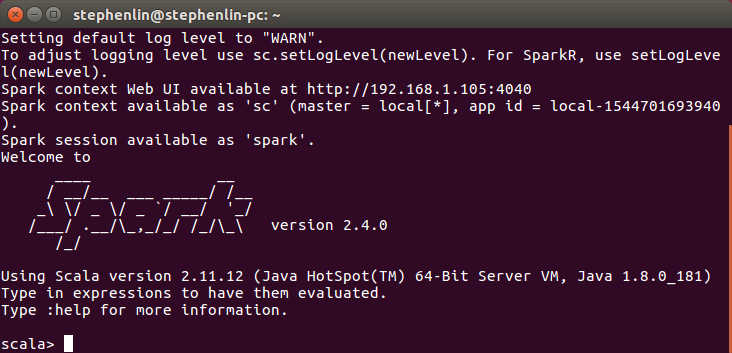 stephenlin@stephenlin-pc: ~
Setting default log level to "WARN".
To adjust logging level use sc.setLogLevel(newLevel). For SparkR, use setLogLeve
l(newLevel).
Spark context Web UI available at http://192.168.1.105:4040
Spark context available as 'sc' (master = local[*], app id = local-1544701693940
).
Spark session available as 'spark'.
Welcome to
      ____              __
     / __/__  ___ _____/ /__
    _\ \/ _ \/ _ `/ __/  '_/
   /___/ .__/\_,_/_/ /_/\_\   version 2.4.0
      /_/
Using Scala version 2.11.12 (Java HotSpot(TM) 64-Bit Server VM, Java 1.8.0_181)
Type in expressions to have them evaluated.
Type :help for more information.
scala>